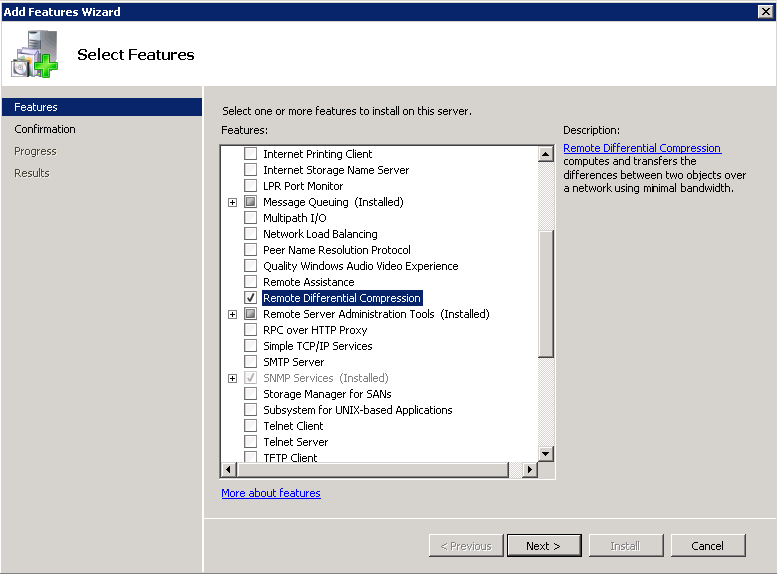 Add Features Wizard
Select Features
Features
Confirmation
Progress
Results
Select one or more features to install on this server.
Features:
Internet Printing Client
Internet Storage Name Server
LPR Port Monitor
Message Queuing (Installed)
Multipath I/O
Network Load Balancing
Peer Name Resolution Protocol
Quality Windows Audio Video Experience
Remote Assistance
Remote Differential Compression
Remote Server Administration Tools (Installed)
RPC over HTTP Proxy
Simple TCP/IP Services
SMTP Server
SNMP Services (Installed)
Storage Manager for SANs
Subsystem for UNIX-based Applications
Telnet Client
Telnet Server
TFTP Client
More about features
Description:
Remote Differential Compression
computes and transfers the
differences between two objects over
a network using minimal bandwidth.
< Previous
Next >
Install
Cancel